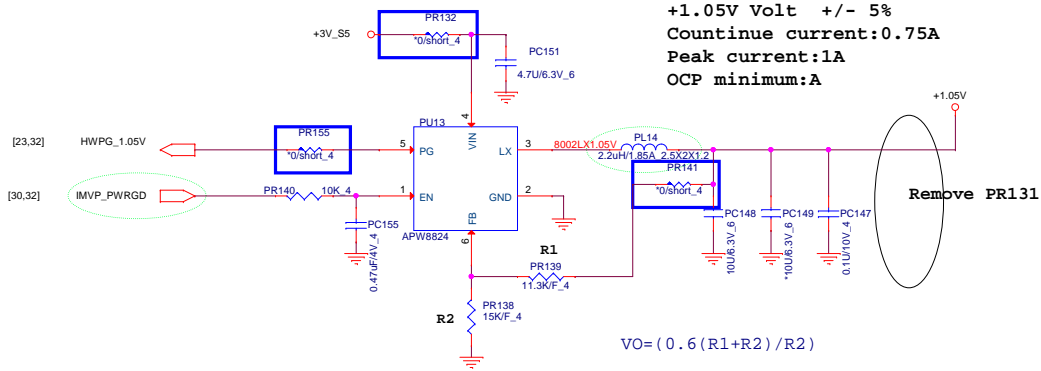 +1.05V Volt +/- 5%
Countinue current:0.75A
Peak current:1A
OCP minimum:A
PR132
+3V_S5
*0/short_4
PC151
4.7U/6.3V_6
+1.05V
PU13
4
VIN
[23,32]
HWPG_1.05V
PR155
*0/short_4
5
PG
LX
3
8002LX1.05V
PL14
2.2uH/1.85A_2.5X2X1.2
PR141
*0/short_4
[30,32]
IMVP_PWRGD
PR140
10K_4
1
EN
GND
2
Remove PR131
PC155
0.47uF/4V_4
FB
APW8824
6
PC148
10U/6.3V_6
PC149
*10U/6.3V_6
PC147
0.1U/10V_4
R1
PR139
11.3K/F_4
R2
PR138
15K/F_4
VO=(0.6(R1+R2)/R2)